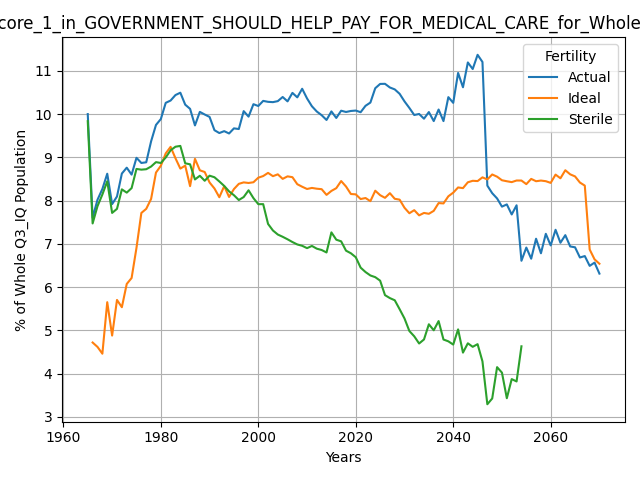 core_1_in_GOVERNMENT_SHOULD_HELP_PAY_FOR_MEDICAL_CARE_for_Whole
Fertility
Actual
Ideal
Sterile
% of Whole Q3_IQ Population
11
10
9
8
7
6
5
4
3
1960 1980 2000 2020 2040 2060
Years